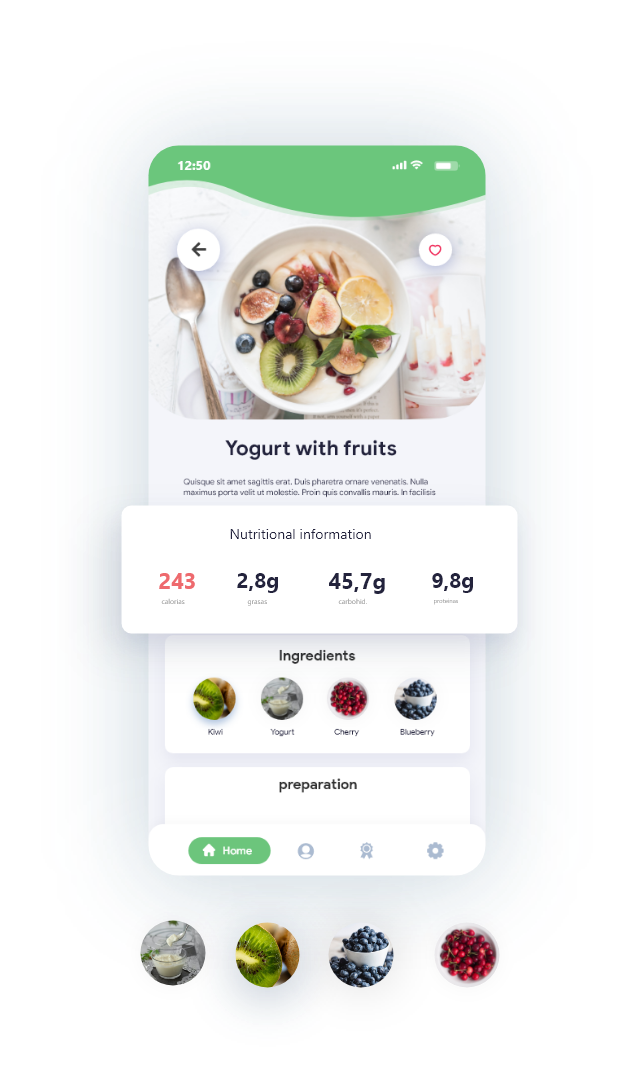 12:50
Yogurt with fruits
Quisque sit amet sagittis erat. Duis pharetra ornare venenatis. Nulla
maximus porta velit ut molestie. Proin quis convallis mauris. In facilisis
Nutritional information
243 2,8g 45,7g 9,8g
calorias grasas carbohid. proteinas
Ingredients
Kiwi Yogurt Cherry Blueberry
preparation
Home